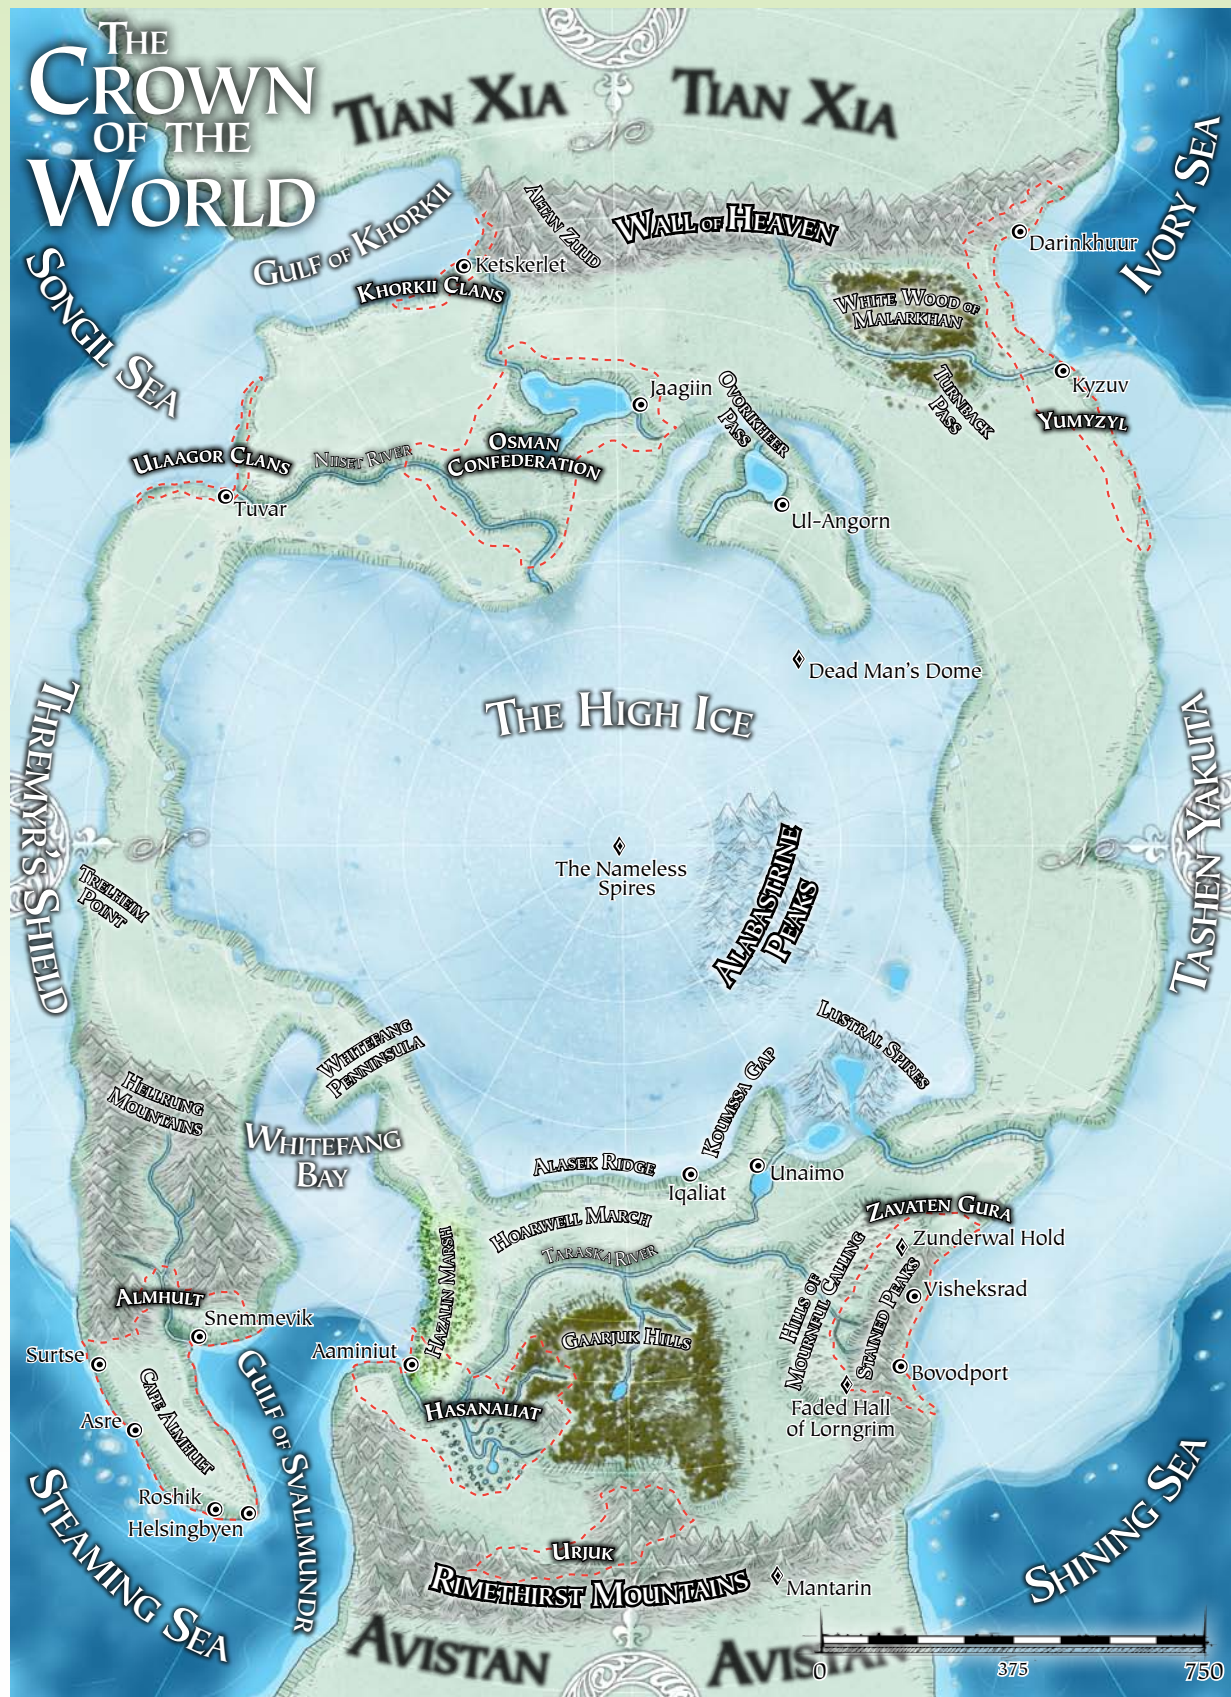 THE
CROWN
OF THE
WORLD
TIAN XIA
TIAN XIA
IVORY SEA
GULF OF KHORKII
ALTAN ZUUD
WALL OF HEAVEN
Darinkhuur
Ketskerlet
KHORKII CLANS
SONGIL SEA
WHITE WOOD OF
MALARKHAN
Jaagiin
OVORIKHEER
PASS
TURNBACK
PASS
Kyzuv
YUMYZYL
ULAAGOR CLANS
NIISET RIVER
OSMAN
CONFEDERATION
Tuvar
Ul-Angorn
Dead Man's Dome
THE HIGH ICE
THREMYR'S SHIELD
TASHEN YAKUTA
N
N
N
The Nameless
Spires
ALABASTRINE
PEAKS
TRELHEIM
POINT
LUSTRAL SPIRES
WHITEFANG
PENNINSULA
HELLRUNG
MOUNTAINS
KOUMSSA GAP
WHITEFANG
BAY
ALASEK RIDGE
Iqaliat
Unaimo
HOARWELL MARCH
TARASKA RIVER
ZAVATEN GURA
Zunderwal Hold
HAZALIN MARSH
HILLS OF
MOURNFUL CALLING
STAINED PEAKS
Visheksrad
ALMHULT
Snemmevik
Surtse
Aaminiut
GAARJUK HILLS
Bovodport
CAPE ALMHULT
GULF OF SVALLMUNDR
Asre
HASANALIAT
Faded Hall
of Lorngrim
Roshik
Helsingbyen
STEAMING SEA
SHINING SEA
URJUK
RIMETHIRST MOUNTAINS
Mantarin
AVISTAN
AVISTAN
0
375
750